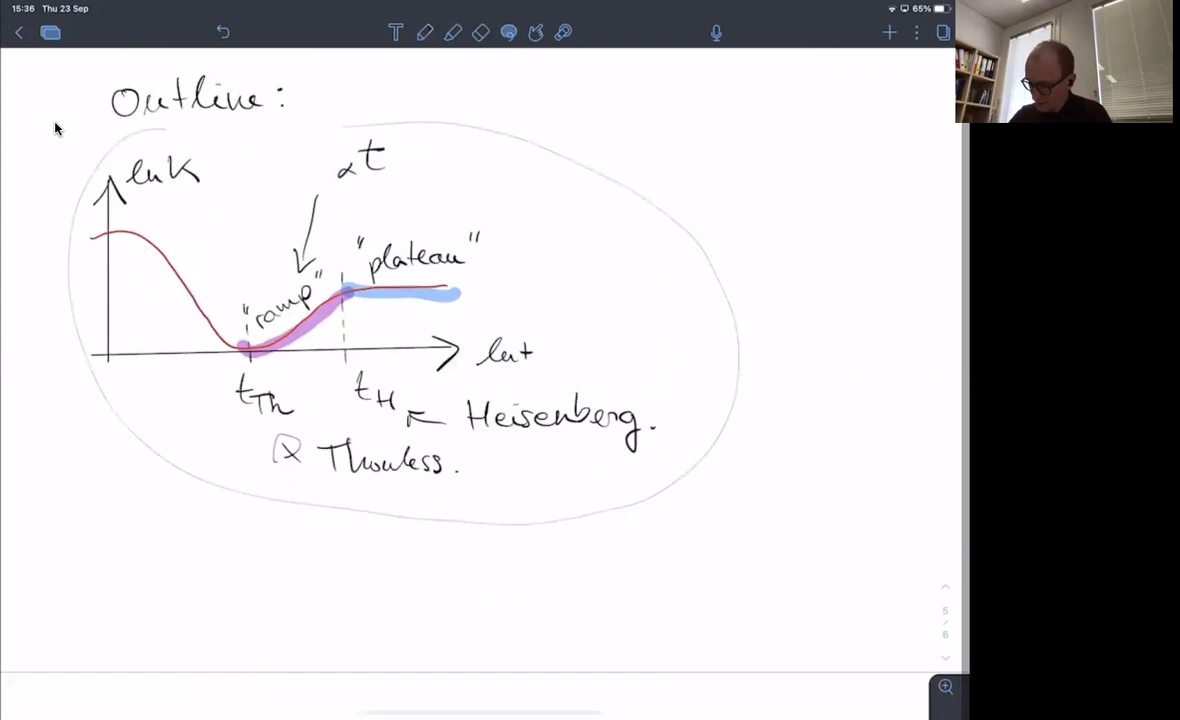 15:36 Thu 23 Sep
65%
T
Outline:
ln K
∝ t
"plateau"
"ramp"
ln t
t_Th
t_H
Heisenberg.
Thouless.
5
/
6